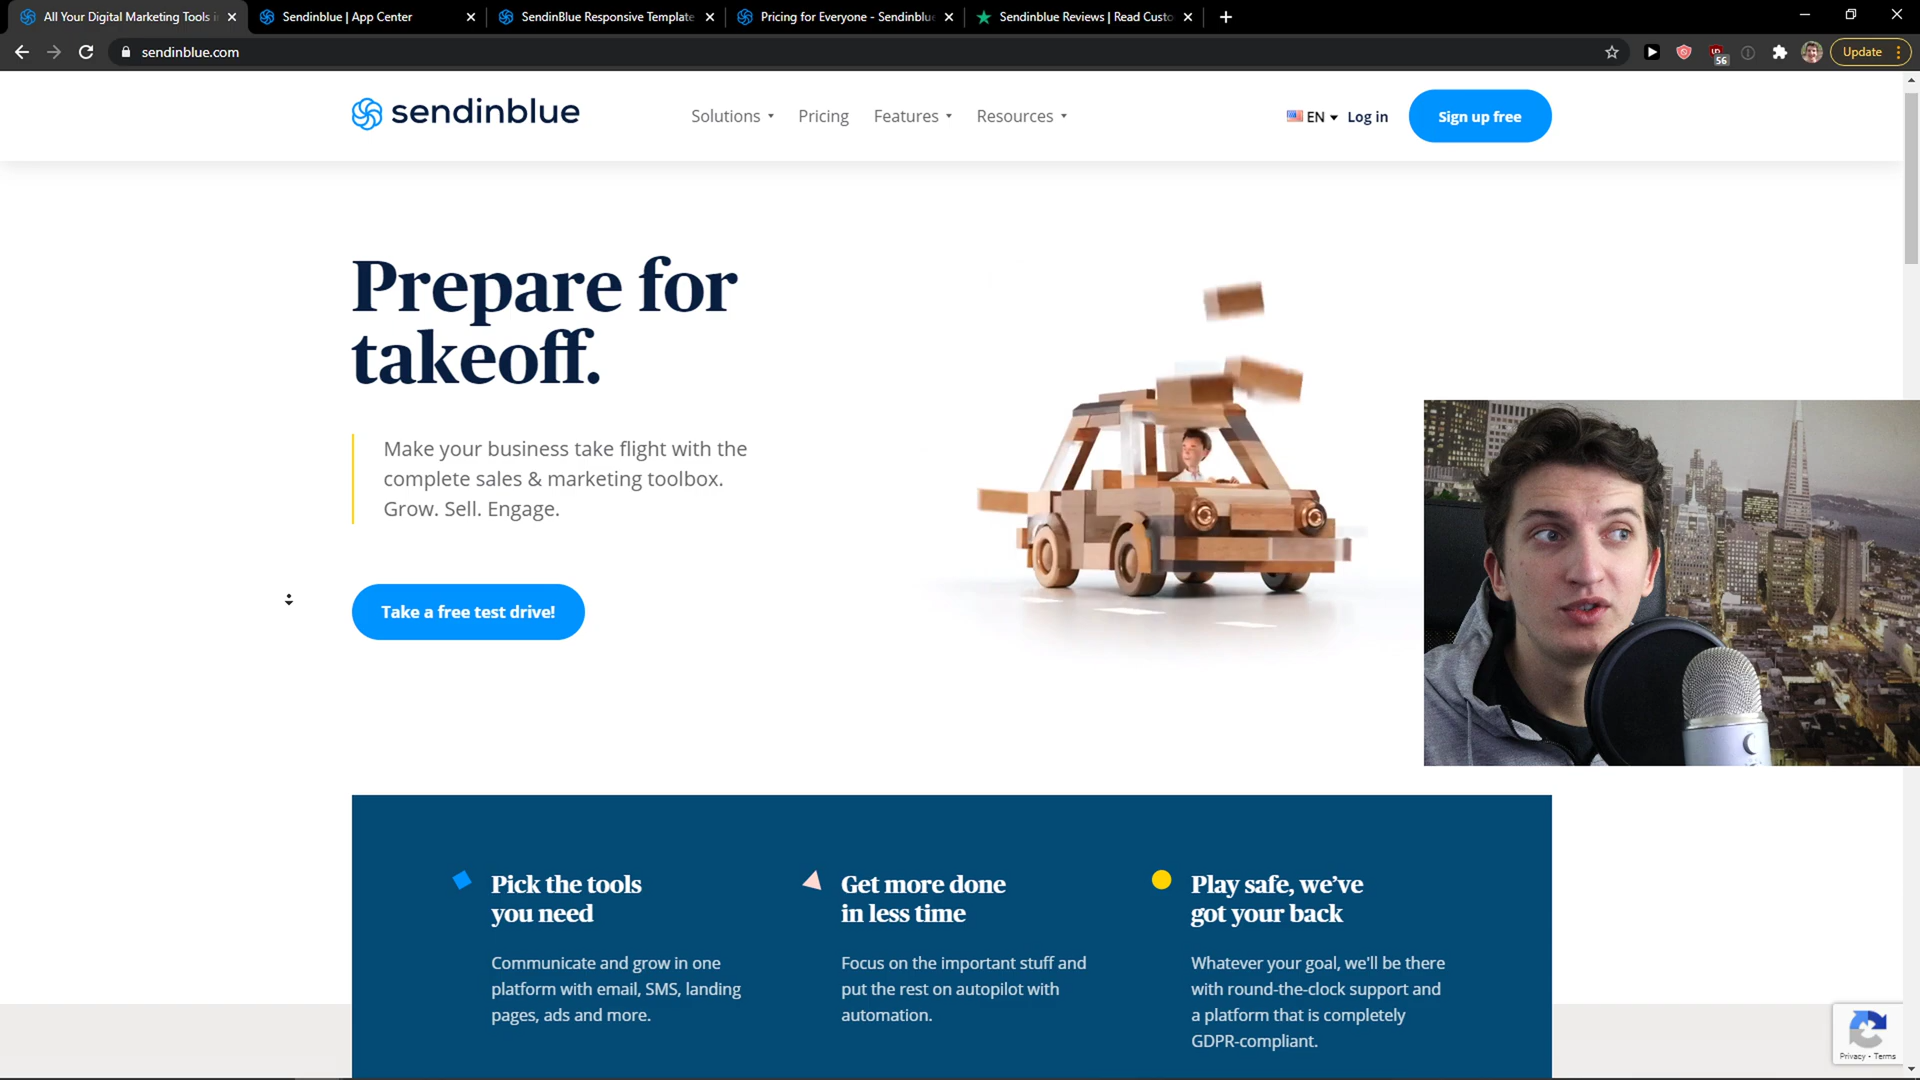 All Your Digital Marketing Tools i
Sendinblue | App Center
SendinBlue Responsive Template
Pricing for Everyone - Sendinblue
Sendinblue Reviews | Read Custo
sendinblue.com
56
Update
sendinblue
Solutions
Pricing
Features
Resources
EN
Log in
Sign up free
Prepare for
takeoff.
Make your business take flight with the
complete sales & marketing toolbox.
Grow. Sell. Engage.
Take a free test drive!
Pick the tools
you need
Communicate and grow in one
platform with email, SMS, landing
pages, ads and more.
Get more done
in less time
Focus on the important stuff and
put the rest on autopilot with
automation.
Play safe, we’ve
got your back
Whatever your goal, we'll be there
with round-the-clock support and
a platform that is completely
GDPR-compliant.
Privacy - Terms